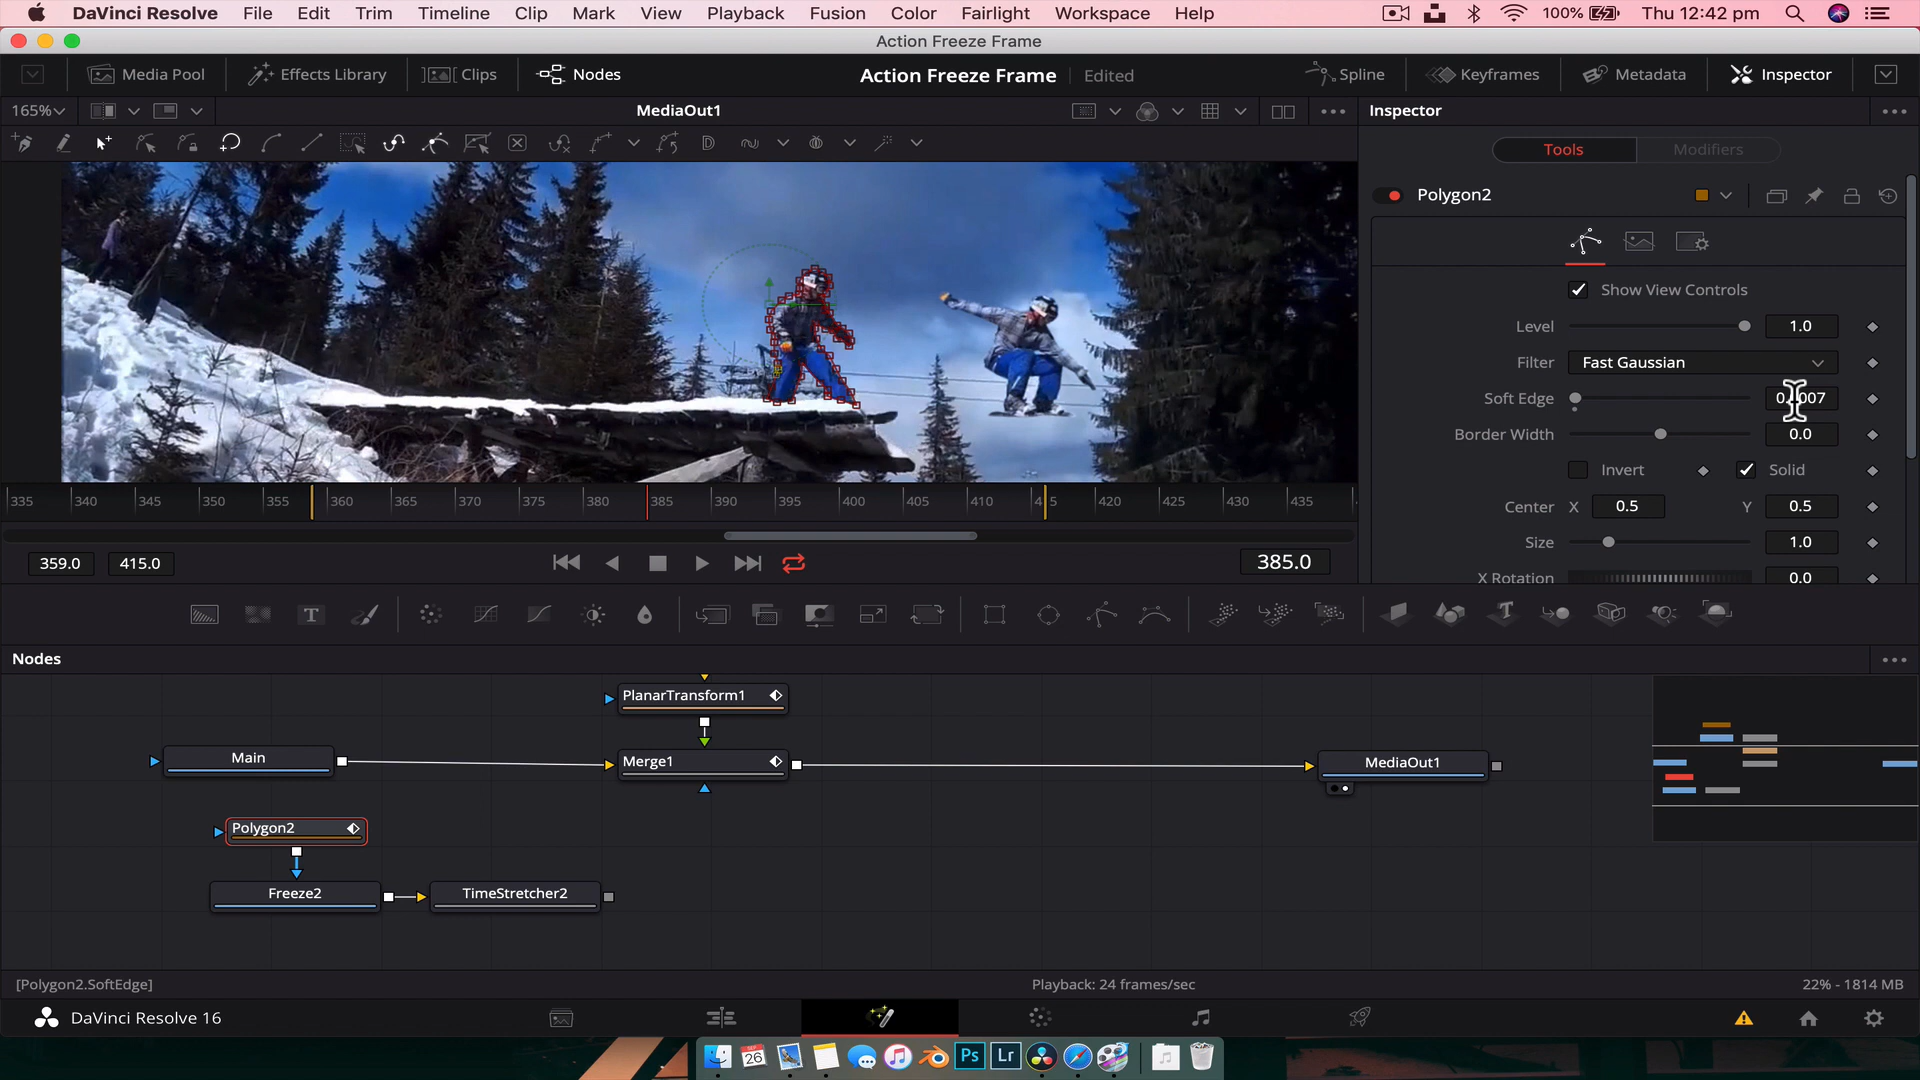 DaVinci Resolve File Edit Trim Timeline Clip Mark View Playback Fusion Color Fairlight Workspace Help 100% Thu 12:42 pm
Action Freeze Frame
Media Pool Effects Library Clips Nodes Action Freeze Frame Edited Spline Keyframes Metadata Inspector
165% MediaOut1 Inspector
Tools Modifiers
Polygon2
Show View Controls
Level 1.0
Filter Fast Gaussian
Soft Edge
Border Width 0.0
Invert Solid
Center X 0.5 Y 0.5
Size 1.0
X Rotation 0.0
335 340 345 350 355 360 365 370 375 380 385 390 395 400 405 410 420 425 430 435
359.0 415.0 385.0
Nodes
PlanarTransform1
Main Merge1 MediaOut1
Polygon2
Freeze2 TimeStretcher2
[Polygon2.SoftEdge] Playback: 24 frames/sec 22% - 1814 MB
DaVinci Resolve 16
SEP
26
Ps
Lr